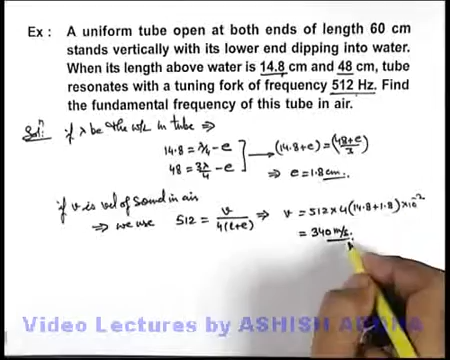 Ex : A uniform tube open at both ends of length 60 cm
stands vertically with its lower end dipping into water.
When its length above water is 14.8 cm and 48 cm, tube
resonates with a tuning fork of frequency 512 Hz. Find
the fundamental frequency of this tube in air.
Solⁿ if λ be the w/L in tube ⇒
14.8 = λ/4 - e
48 = 3λ/4 - e
→ (14.8+e) = (48+e/3)
⇒ e = 1.8 cm.
if v is vel of sound in air
⇒ we use 512 = v/4(l+e) ⇒ v = 512 × 4(14.8+1.8) × 10⁻²
= 340 m/s.
Video Lectures by ASHISH